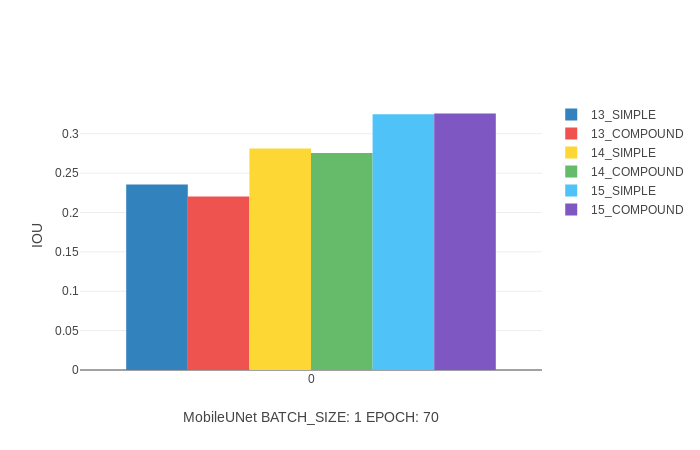 13_SIMPLE
13_COMPOUND
14_SIMPLE
14_COMPOUND
15_SIMPLE
15_COMPOUND
0.3
0.25
0.2
0.15
0.1
0.05
0
IOU
0
MobileUNet BATCH_SIZE: 1 EPOCH: 70